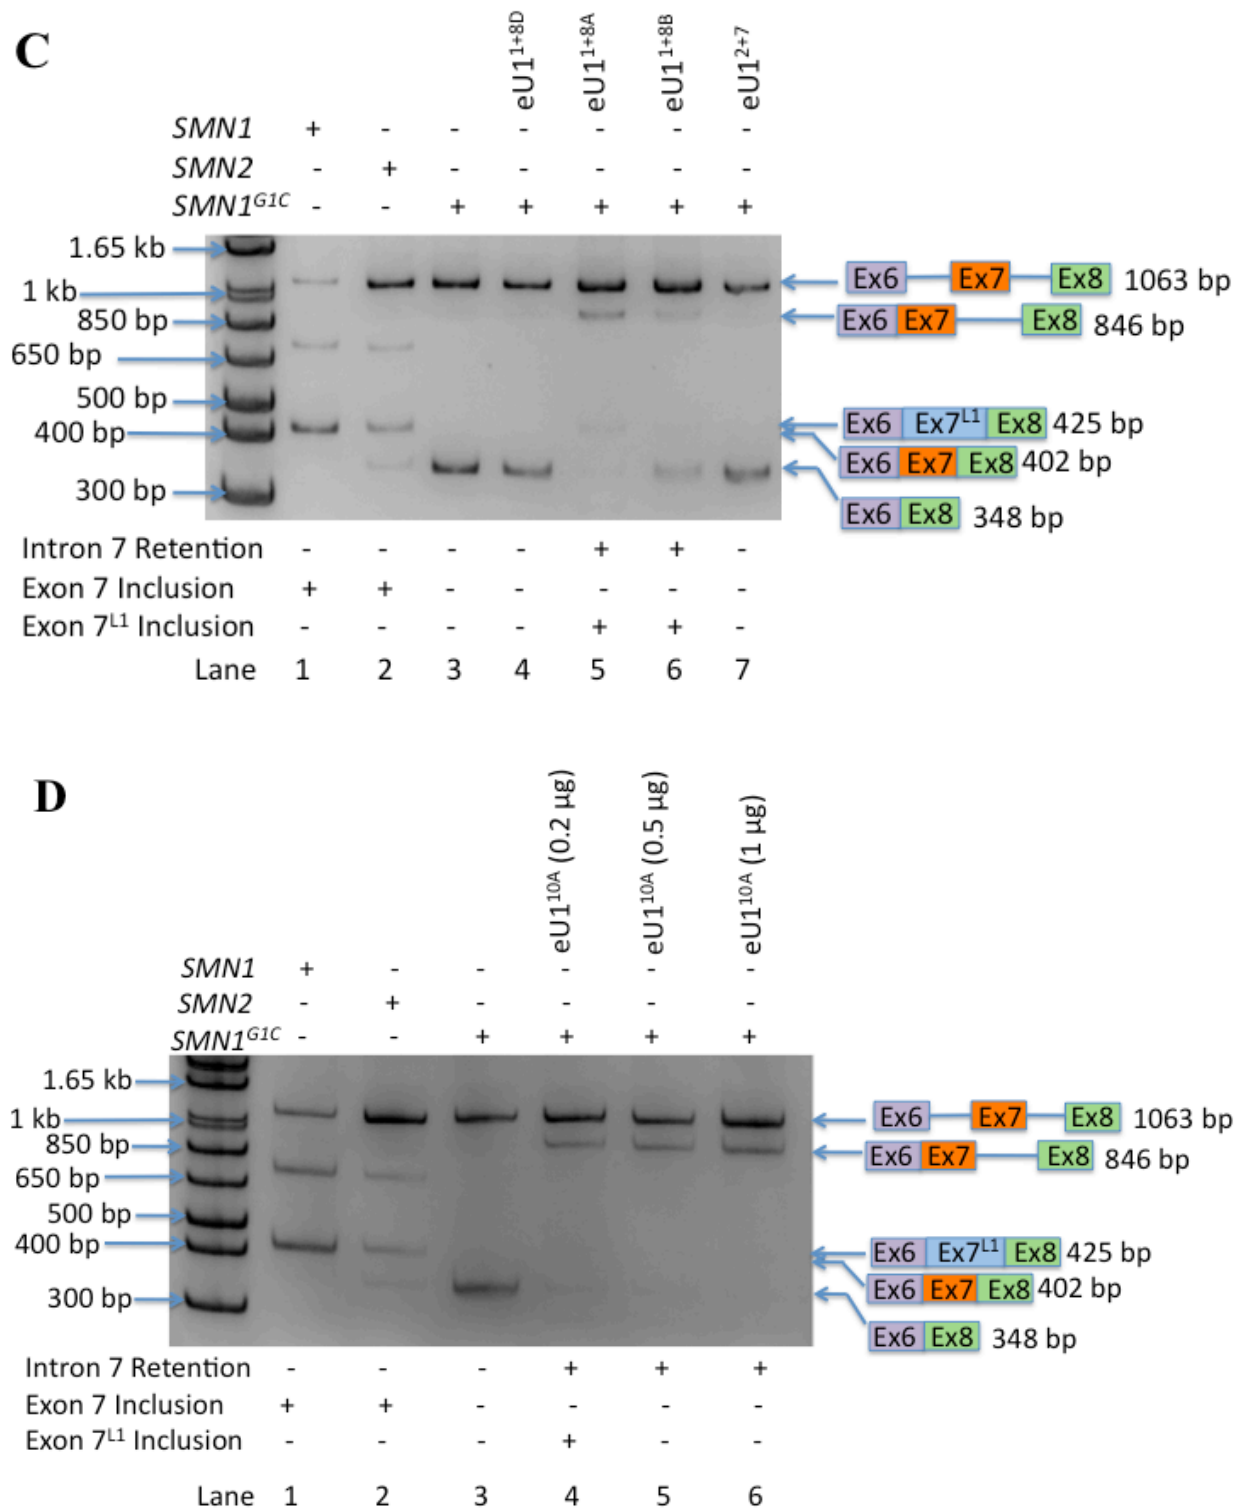 C
eU1^1+8D eU1^1+8A eU1^1+8B eU1^2+7
SMN1 + - - - - - -
SMN2 - + - - - - -
SMN1^G1C - - + + + + +
1.65 kb
1 kb
850 bp
650 bp
500 bp
400 bp
300 bp
Ex6 Ex7 Ex8 1063 bp
Ex6 Ex7 Ex8 846 bp
Ex6 Ex7^L1 Ex8 425 bp
Ex6 Ex7 Ex8 402 bp
Ex6 Ex8 348 bp
Intron 7 Retention - - - - + + -
Exon 7 Inclusion + + - - - - -
Exon 7^L1 Inclusion - - - - + + -
Lane 1 2 3 4 5 6 7
D
eU1^10A (0.2 µg) eU1^10A (0.5 µg) eU1^10A (1 µg)
SMN1 + - - - - -
SMN2 - + - - - -
SMN1^G1C - - + + + +
1.65 kb
1 kb
850 bp
650 bp
500 bp
400 bp
300 bp
Ex6 Ex7 Ex8 1063 bp
Ex6 Ex7 Ex8 846 bp
Ex6 Ex7^L1 Ex8 425 bp
Ex6 Ex7 Ex8 402 bp
Ex6 Ex8 348 bp
Intron 7 Retention - - - + + +
Exon 7 Inclusion + + - - - -
Exon 7^L1 Inclusion - - - + - -
Lane 1 2 3 4 5 6